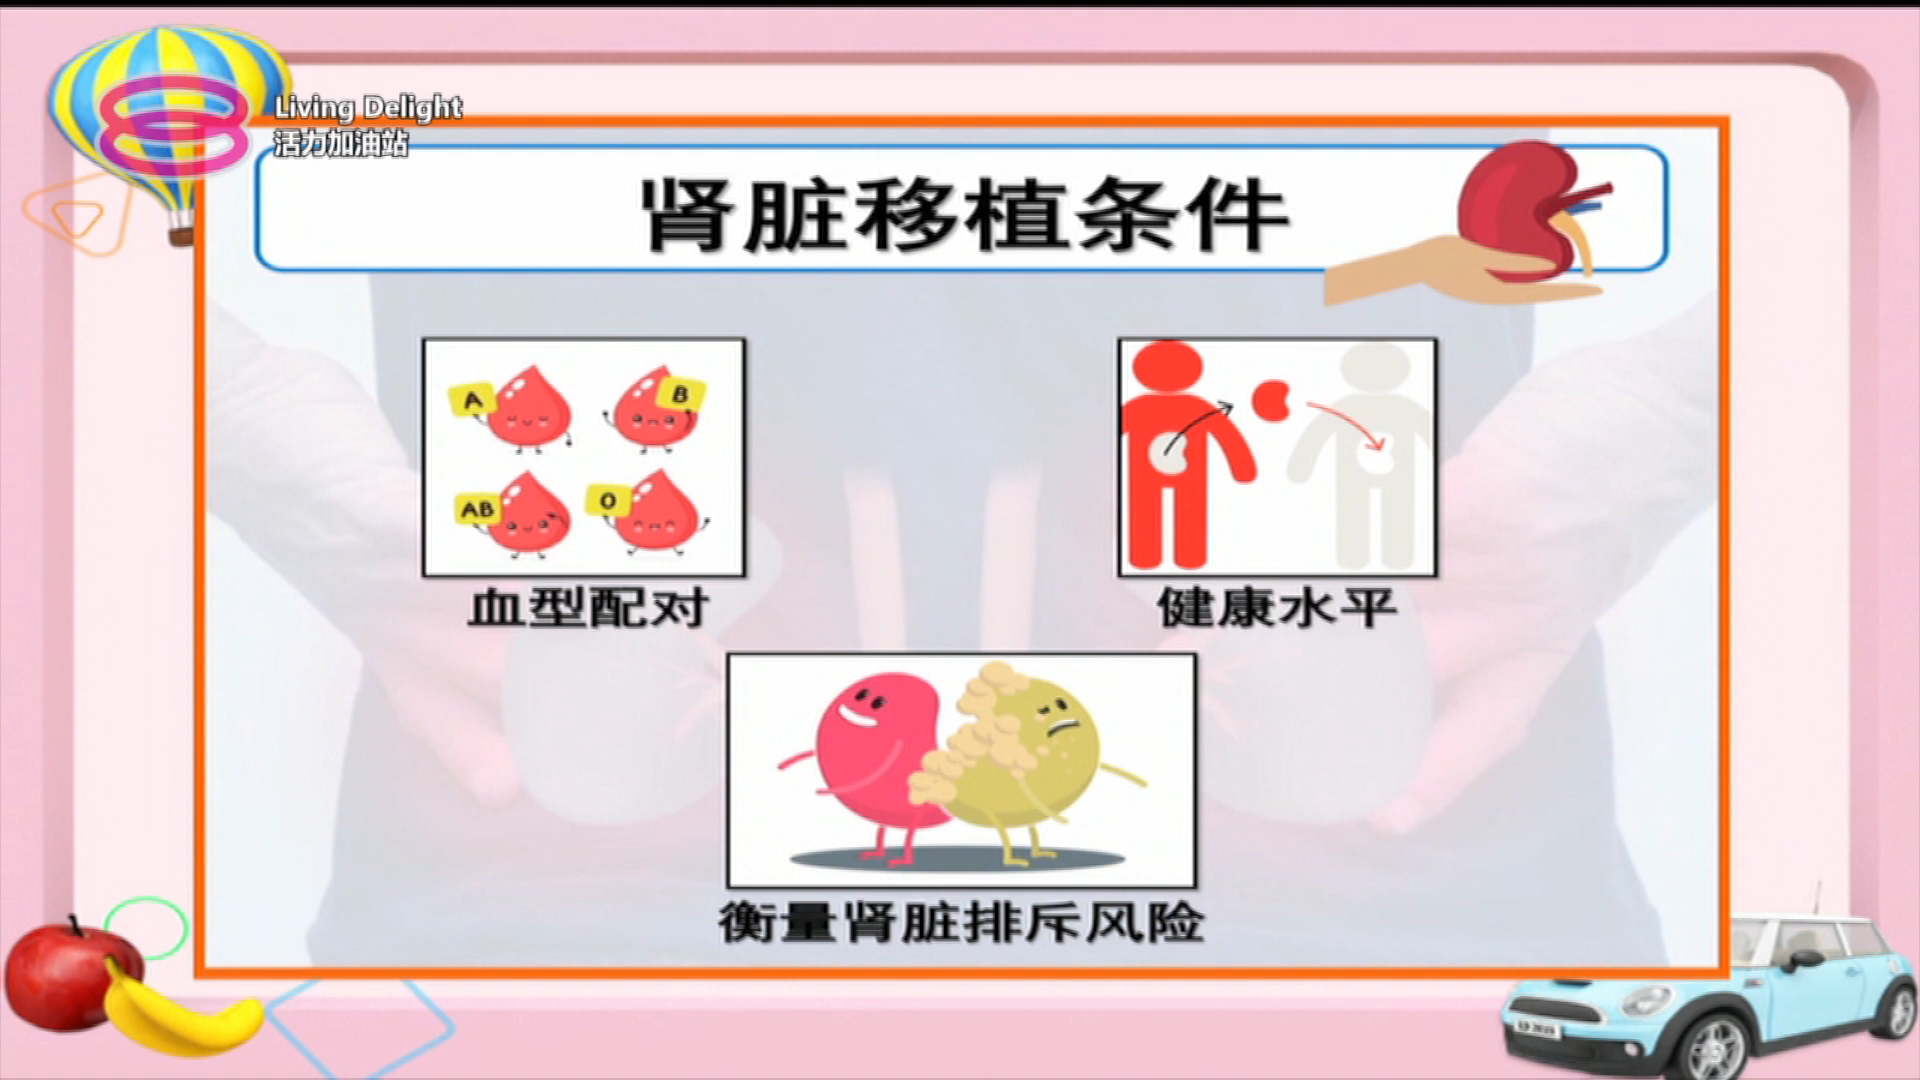 Living Delight
活力加油站
肾脏移植条件
A
B
AB
O
血型配对
健康水平
衡量肾脏排斥风险